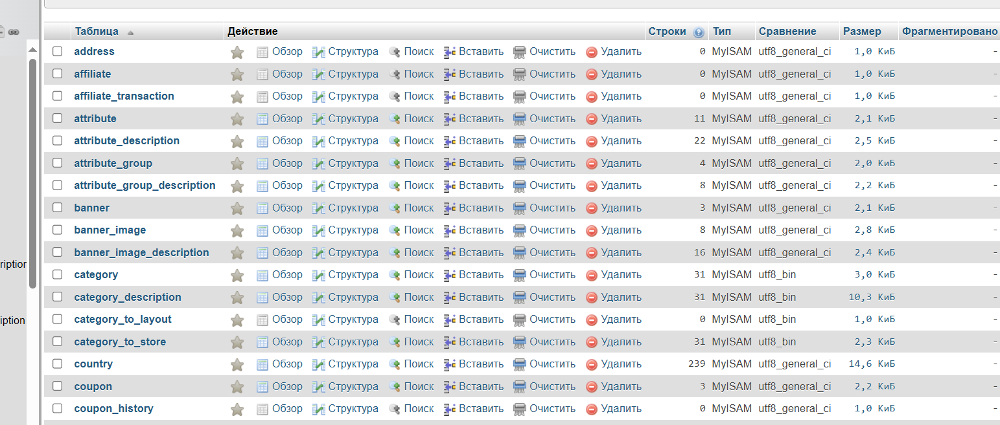 Таблица Действие Строки Тип Сравнение Размер Фрагментировано
address Обзор Структура Поиск Вставить Очистить Удалить 0 MyISAM utf8_general_ci 1,0 КиБ -
affiliate Обзор Структура Поиск Вставить Очистить Удалить 0 MyISAM utf8_general_ci 1,0 КиБ -
affiliate_transaction Обзор Структура Поиск Вставить Очистить Удалить 0 MyISAM utf8_general_ci 1,0 КиБ -
attribute Обзор Структура Поиск Вставить Очистить Удалить 11 MyISAM utf8_general_ci 2,1 КиБ -
attribute_description Обзор Структура Поиск Вставить Очистить Удалить 22 MyISAM utf8_general_ci 2,5 КиБ -
attribute_group Обзор Структура Поиск Вставить Очистить Удалить 4 MyISAM utf8_general_ci 2,0 КиБ -
attribute_group_description Обзор Структура Поиск Вставить Очистить Удалить 8 MyISAM utf8_general_ci 2,2 КиБ -
banner Обзор Структура Поиск Вставить Очистить Удалить 3 MyISAM utf8_general_ci 2,1 КиБ -
banner_image Обзор Структура Поиск Вставить Очистить Удалить 8 MyISAM utf8_general_ci 2,8 КиБ -
banner_image_description Обзор Структура Поиск Вставить Очистить Удалить 16 MyISAM utf8_general_ci 2,4 КиБ -
ription
category Обзор Структура Поиск Вставить Очистить Удалить 31 MyISAM utf8_bin 3,0 КиБ -
category_description Обзор Структура Поиск Вставить Очистить Удалить 31 MyISAM utf8_bin 10,3 КиБ -
category_to_layout Обзор Структура Поиск Вставить Очистить Удалить 0 MyISAM utf8_bin 1,0 КиБ -
iption
category_to_store Обзор Структура Поиск Вставить Очистить Удалить 31 MyISAM utf8_bin 2,3 КиБ -
country Обзор Структура Поиск Вставить Очистить Удалить 239 MyISAM utf8_general_ci 14,6 КиБ -
coupon Обзор Структура Поиск Вставить Очистить Удалить 3 MyISAM utf8_general_ci 2,2 КиБ -
coupon_history Обзор Структура Поиск Вставить Очистить Удалить 0 MyISAM utf8_general_ci 1,0 КиБ -